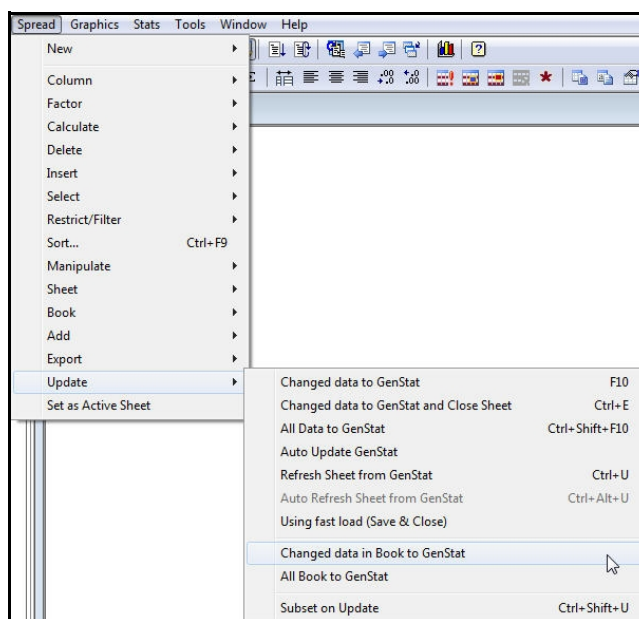 Spread Graphics Stats Tools Window Help
New
Column
Factor
Calculate
Delete
Insert
Select
Restrict/Filter
Sort... Ctrl+F9
Manipulate
Sheet
Book
Add
Export
Update
Set as Active Sheet
Changed data to GenStat F10
Changed data to GenStat and Close Sheet Ctrl+E
All Data to GenStat Ctrl+Shift+F10
Auto Update GenStat
Refresh Sheet from GenStat Ctrl+U
Auto Refresh Sheet from GenStat Ctrl+Alt+U
Using fast load (Save & Close)
Changed data in Book to GenStat
All Book to GenStat
Subset on Update Ctrl+Shift+U